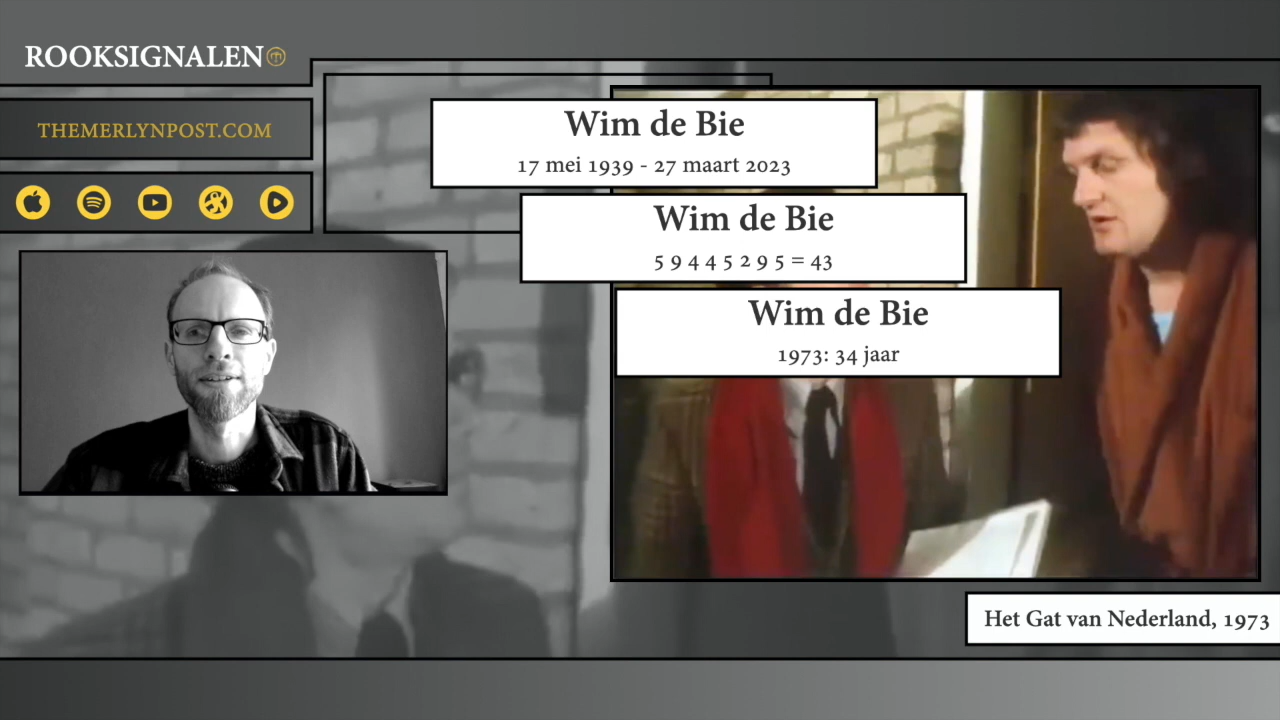 ROOKSIGNALEN
THEMERLYNPOST.COM
Wim de Bie
17 mei 1939 - 27 maart 2023
Wim de Bie
5 9 4 4 5 2 9 5 = 43
Wim de Bie
1973: 34 jaar
Het Gat van Nederland, 1973